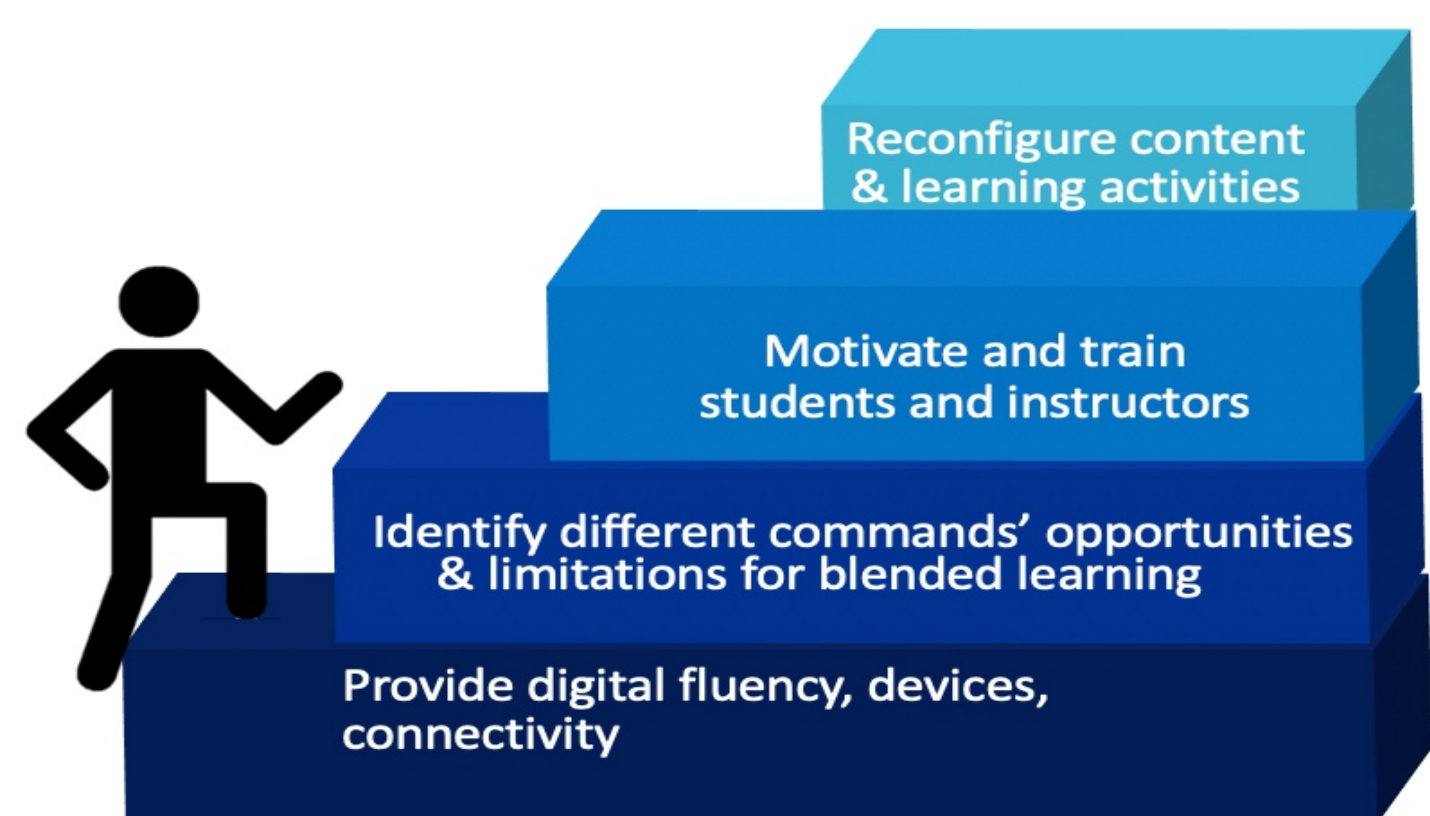 Reconfigure content
& learning activities
Motivate and train
students and instructors
Identify different commands’ opportunities
& limitations for blended learning
Provide digital fluency, devices,
connectivity